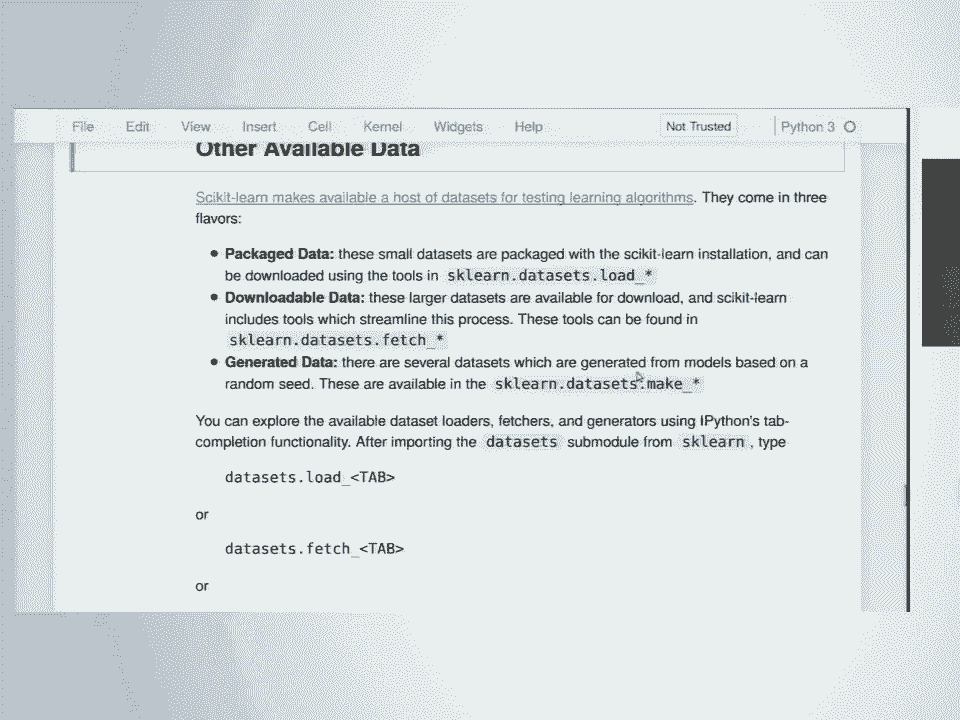 File Edit View Insert Cell Kernel Widgets Help Not Trusted Python 3
Other Available Data
Scikit-learn makes available a host of datasets for testing learning algorithms. They come in three
flavors:
Packaged Data: these small datasets are packaged with the scikit-learn installation, and can
be downloaded using the tools in sklearn.datasets.load_*
Downloadable Data: these larger datasets are available for download, and scikit-learn
includes tools which streamline this process. These tools can be found in
sklearn.datasets.fetch_*
Generated Data: there are several datasets which are generated from models based on a
random seed. These are available in the sklearn.datasets.make_*
You can explore the available dataset loaders, fetchers, and generators using IPython's tab-
completion functionality. After importing the datasets submodule from sklearn, type
datasets.load_<TAB>
or
datasets.fetch_<TAB>
or